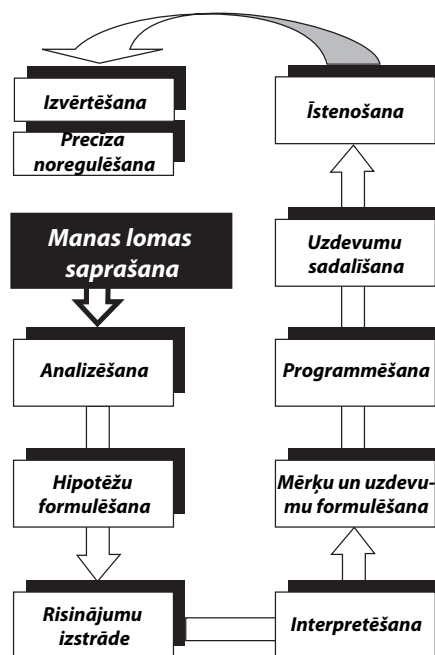 Izvērtēšana
Precīza
noregulēšana
Manas lomas
saprašana
Analizēšana
Hipotēžu
formulēšana
Risinājumu
izstrāde
Interpretēšana
Mērķu un uzdevu-
mu formulēšana
Programmēšana
Uzdevumu
sadalīšana
Īstenošana